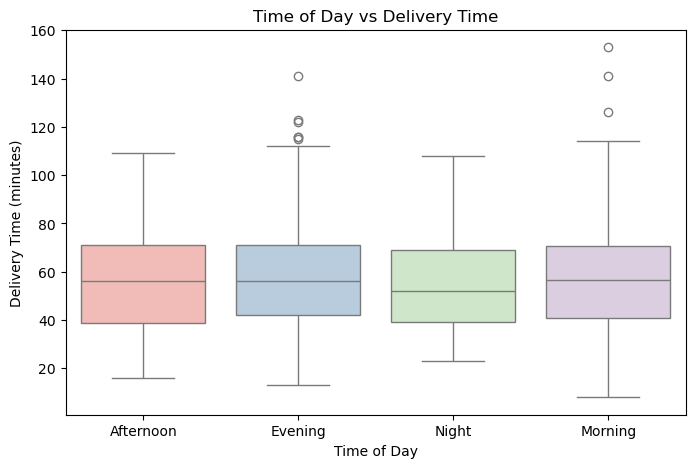 Time of Day vs Delivery Time
160
140
120
100
80
60
40
20
Delivery Time (minutes)
Afternoon Evening Night Morning
Time of Day